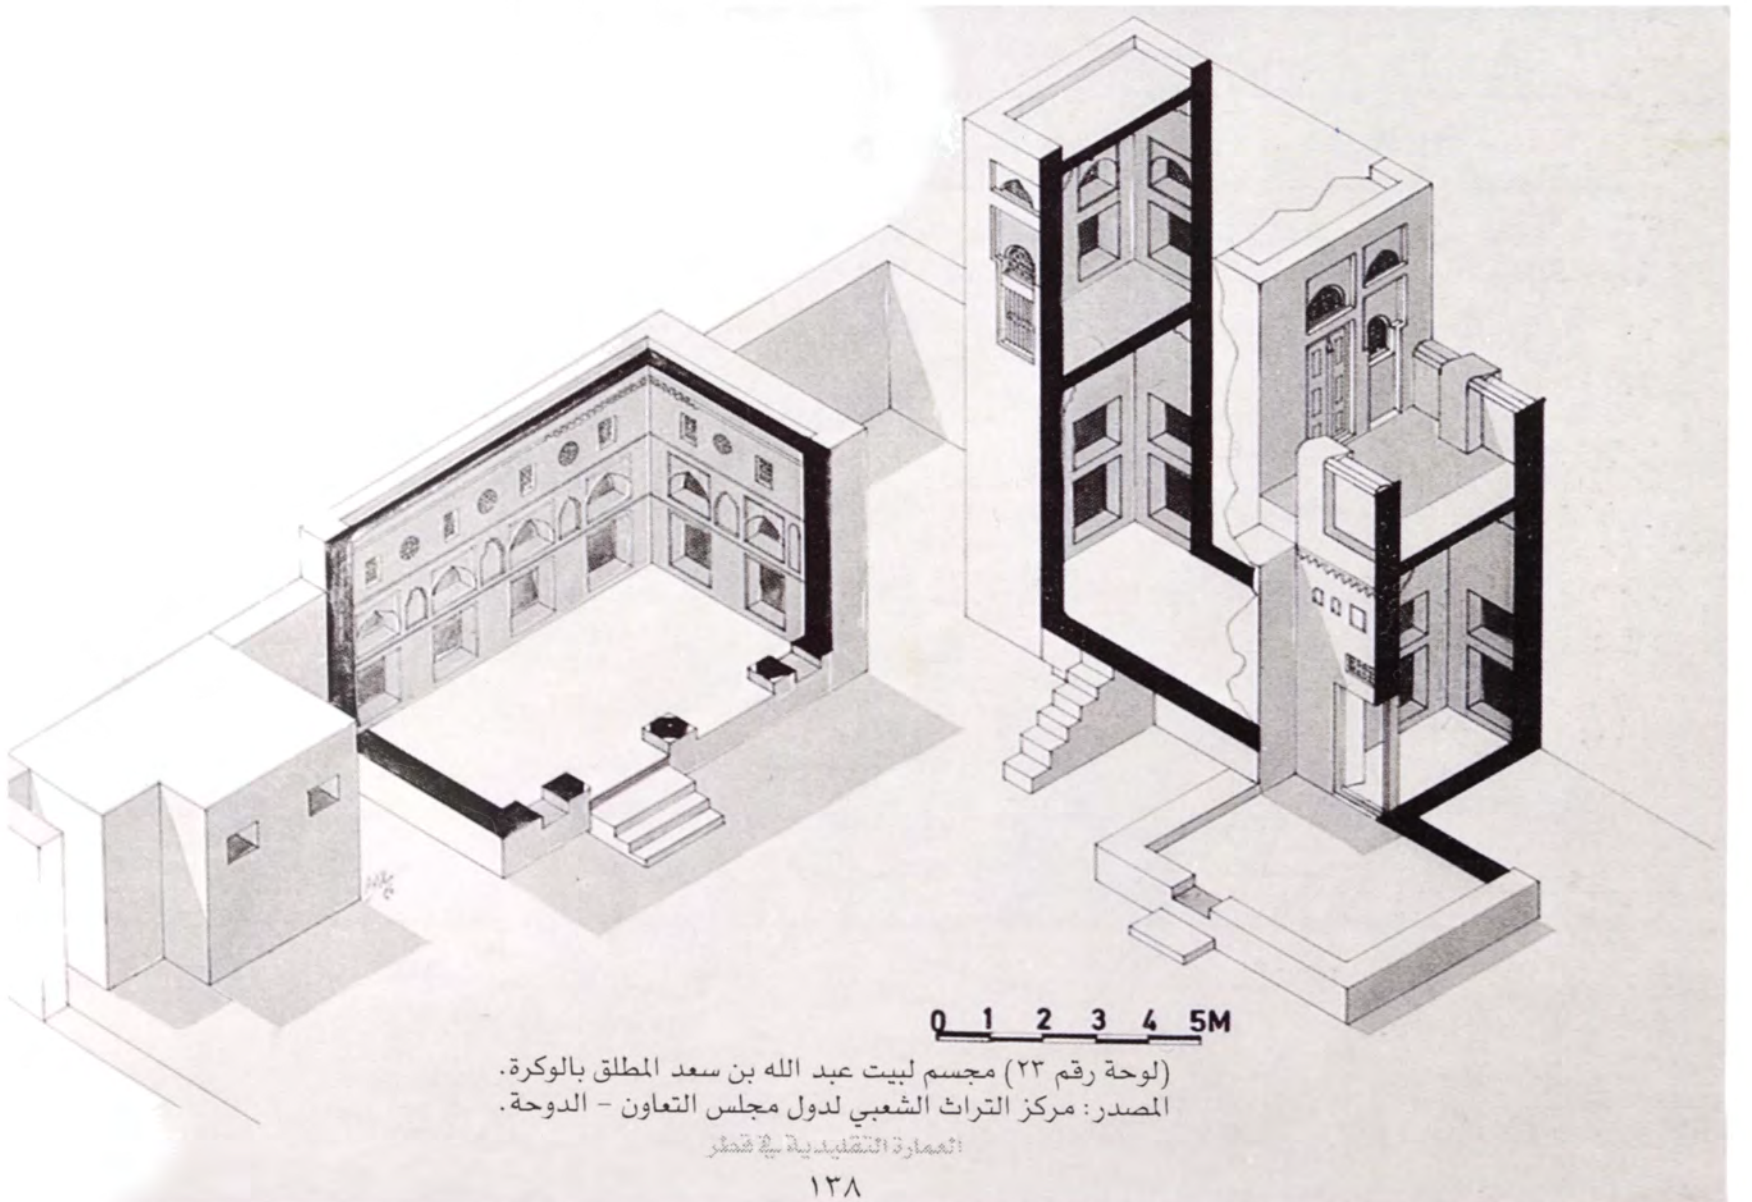 0 1 2 3 4 5M
(لوحة رقم ٢٣) مجسم لبيت عبد الله بن سعد المطلق بالوكرة.
المصدر: مركز التراث الشعبي لدول مجلس التعاون - الدوحة.
العمارة التقليدية في قطر
١٣٨